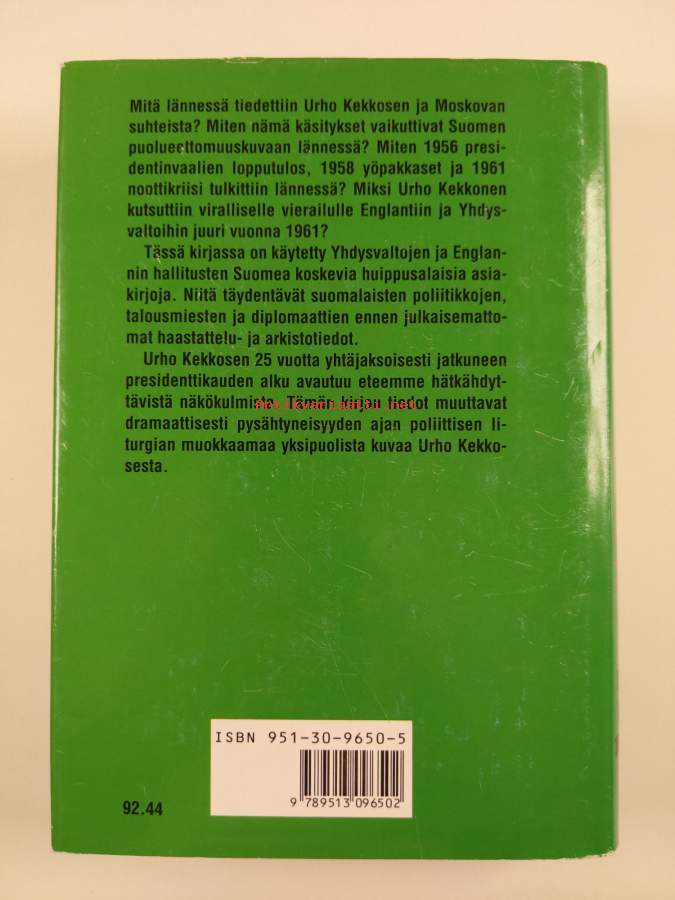 Mitä lännessä tiedettiin Urho Kekkosen ja Moskovan
suhteista? Miten nämä käsitykset vaikuttivat Suomen
puolueettomuuskuvaan lännessä? Miten 1956 presi-
dentinvaalien lopputulos, 1958 yöpakkaset ja 1961
noottikriisi tulkittiin lännessä? Miksi Urho Kekkonen
kutsuttiin viralliselle vierailulle Englantiin ja Yhdys-
valtoihin juuri vuonna 1961?
Tässä kirjassa on käytetty Yhdysvaltojen ja Englan-
nin hallitusten Suomea koskevia huippusalaisia asia-
kirjoja. Niitä täydentävät suomalaisten poliitikkojen,
talousmiesten ja diplomaattien ennen julkaisematto-
mat haastattelu- ja arkistotiedot.
Urho Kekkosen 25 vuotta yhtäjaksoisesti jatkuneen
presidenttikauden alku avautuu eteemme hätkähdyt-
tävistä näkökulmista. Tämän kirjan tiedot muuttavat
antikvariaatti.net
dramaattisesti pysähtyneisyyden ajan poliittisen li-
turgian muokkaamaa yksipuolista kuvaa Urho Kekko-
sesta.
ISBN 951-30-9650-5
9 789513 096502
92.44